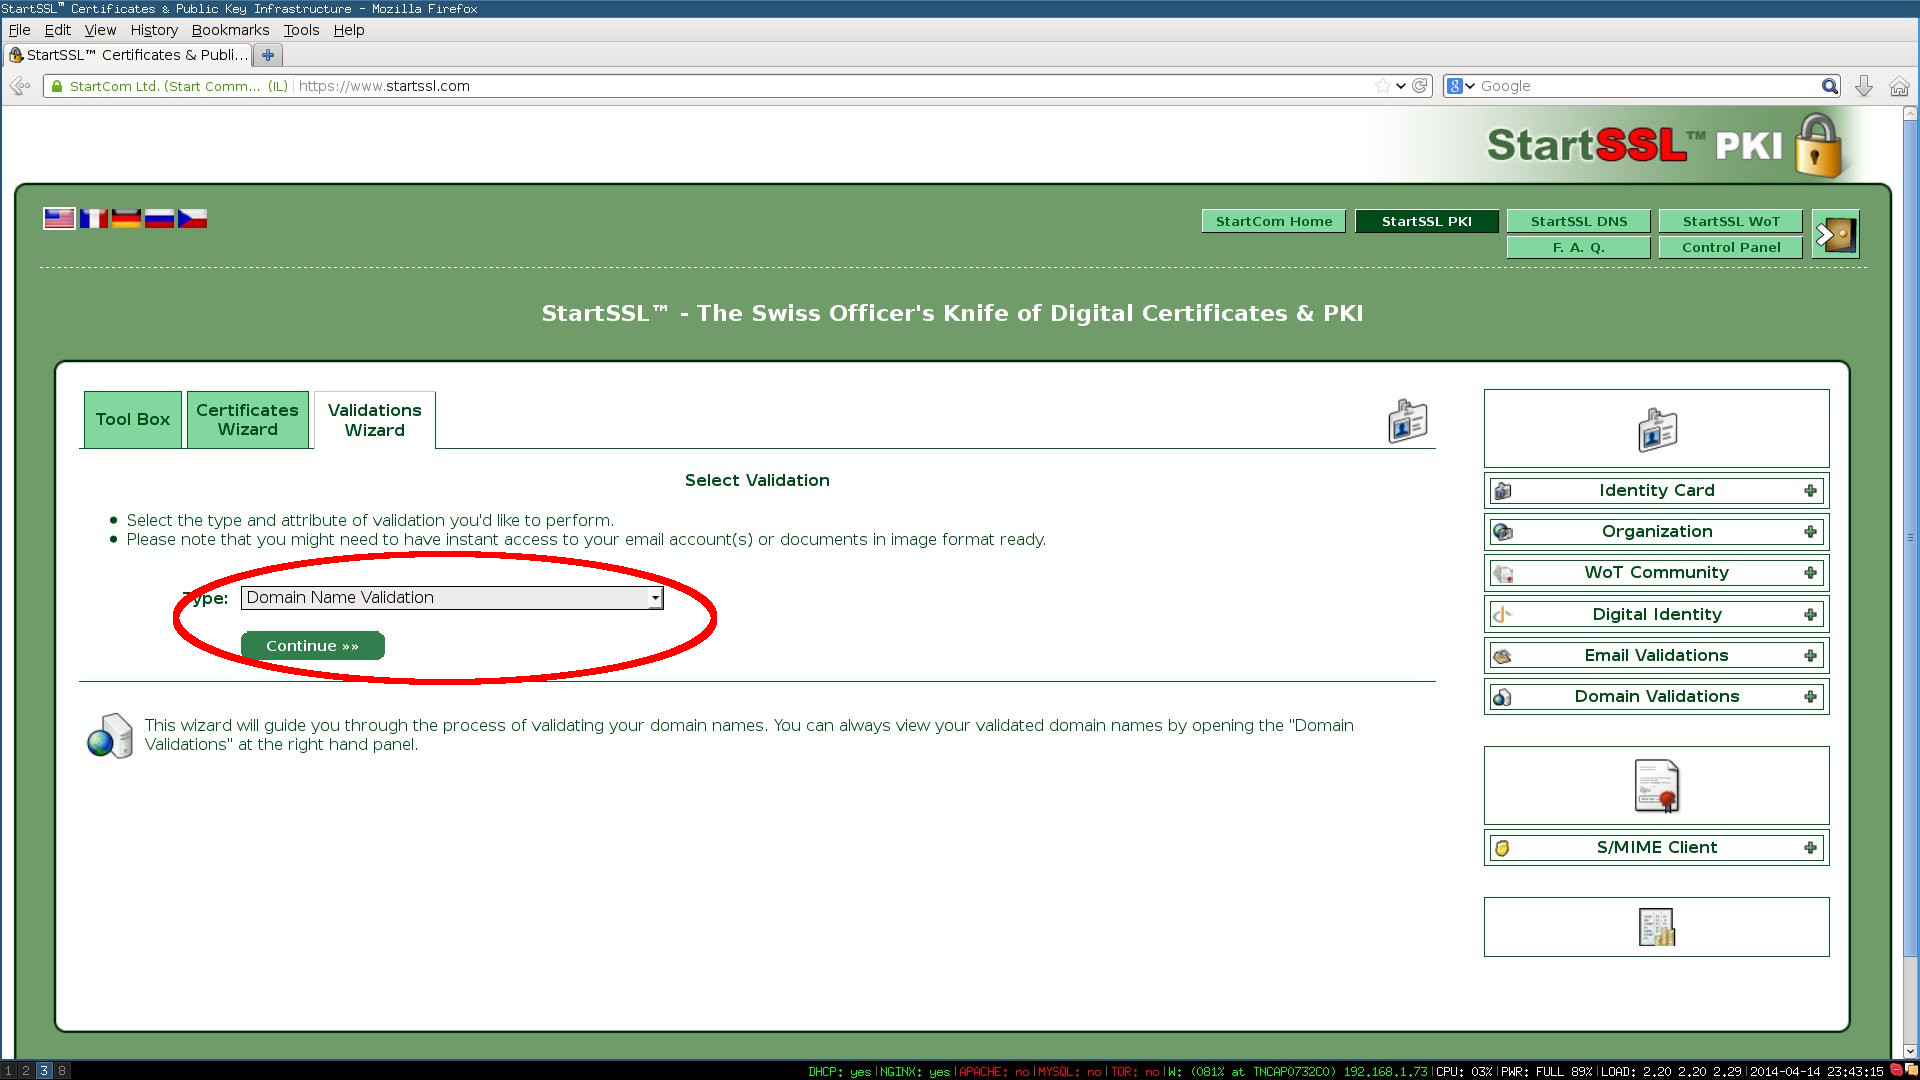 StartSSL™ Certificates & Public Key Infrastructure - Mozilla Firefox
File Edit View History Bookmarks Tools Help
StartSSL™ Certificates & Publi...
StartCom Ltd. (Start Comm... (IL) https://www.startssl.com
Google
StartSSL™ PKI
StartCom Home StartSSL PKI StartSSL DNS StartSSL WoT
F. A. Q. Control Panel
StartSSL™ - The Swiss Officer's Knife of Digital Certificates & PKI
Tool Box
Certificates Wizard
Validations Wizard
Select Validation
Select the type and attribute of validation you'd like to perform.
Please note that you might need to have instant access to your email account(s) or documents in image format ready.
Type: Domain Name Validation
Continue »»
This wizard will guide you through the process of validating your domain names. You can always view your validated domain names by opening the "Domain
Validations" at the right hand panel.
Identity Card
Organization
WoT Community
Digital Identity
Email Validations
Domain Validations
S/MIME Client
1 2 3 8
DHCP: yes|NGINX: yes|APACHE: no|MYSQL: no|TOR: no|W: (081% at TNCAP0732C0) 192.168.1.73|CPU: 03%|PWR: FULL 89%|LOAD: 2.20 2.20 2.29|2014-04-14 23:43:15